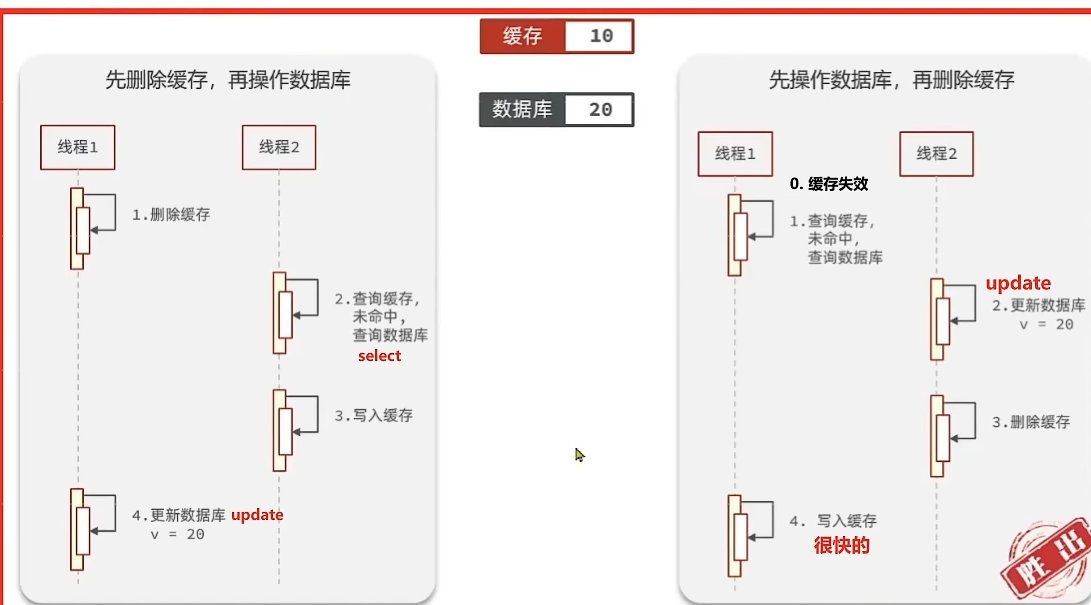 缓存 10
数据库 20
先删除缓存，再操作数据库
线程1
线程2
1.删除缓存
2.查询缓存，
未命中，
查询数据库
select
3.写入缓存
4.更新数据库 update
v = 20
先操作数据库，再删除缓存
线程1
线程2
0. 缓存失效
1.查询缓存，
未命中，
查询数据库
update
2.更新数据库
v = 20
3.删除缓存
4. 写入缓存
很快的
胜出